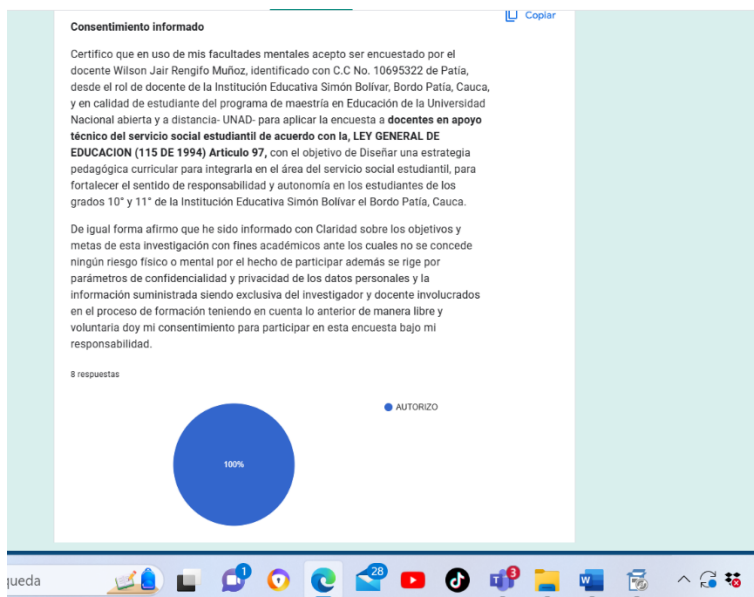 Copiar
Consentimiento informado
Certifico que en uso de mis facultades mentales acepto ser encuestado por el
docente Wilson Jair Rengifo Muñoz, identificado con C.C No. 10695322 de Patía,
desde el rol de docente de la Institución Educativa Simón Bolívar, Bordo Patía, Cauca,
y en calidad de estudiante del programa de maestría en Educación de la Universidad
Nacional abierta y a distancia- UNAD- para aplicar la encuesta a docentes en apoyo
técnico del servicio social estudiantil de acuerdo con la, LEY GENERAL DE
EDUCACION (115 DE 1994) Articulo 97, con el objetivo de Diseñar una estrategia
pedagógica curricular para integrarla en el área del servicio social estudiantil, para
fortalecer el sentido de responsabilidad y autonomía en los estudiantes de los
grados 10° y 11° de la Institución Educativa Simón Bolívar el Bordo Patía, Cauca.
De igual forma afirmo que he sido informado con Claridad sobre los objetivos y
metas de esta investigación con fines académicos ante los cuales no se concede
ningún riesgo físico o mental por el hecho de participar además se rige por
parámetros de confidencialidad y privacidad de los datos personales y la
información suministrada siendo exclusiva del investigador y docente involucrados
en el proceso de formación teniendo en cuenta lo anterior de manera libre y
voluntaria doy mi consentimiento para participar en esta encuesta bajo mi
responsabilidad.
8 respuestas
AUTORIZO
100%
queda
1
28
3